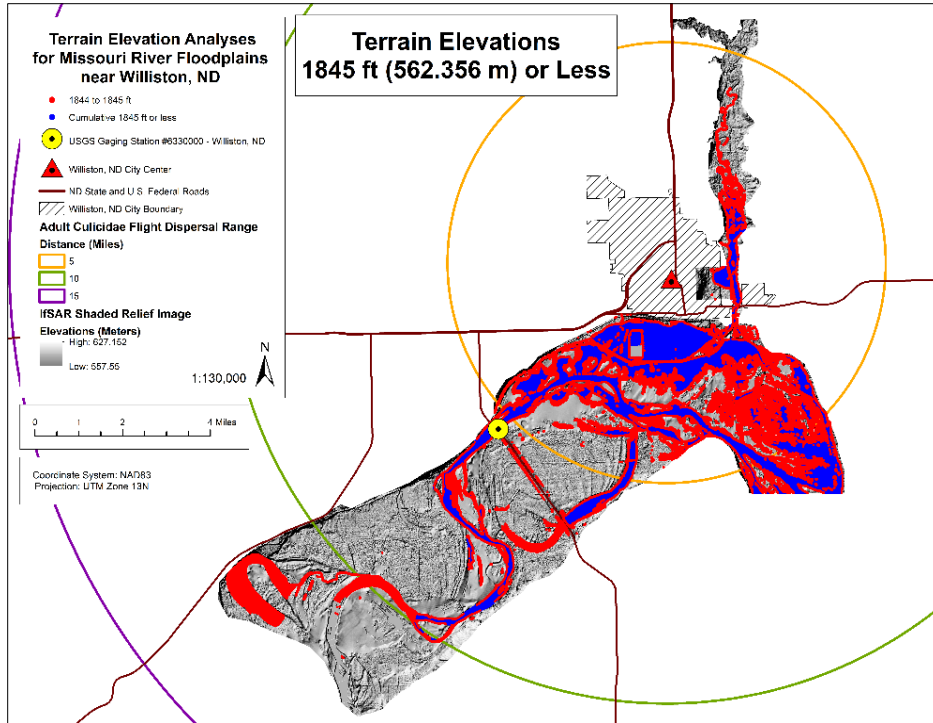 Terrain Elevation Analyses
for Missouri River Floodplains
near Williston, ND
1844 to 1845 ft
Cumulative 1845 ft or less
USGS Gaging Station #6330000 - Williston, ND
Williston, ND City Center
ND State and U.S. Federal Roads
Williston, ND City Boundary
Adult Culicidae Flight Dispersal Range
Distance (Miles)
5
10
15
IfSAR Shaded Relief Image
Elevations (Meters)
High: 627.152
Low: 557.55
N
1:130,000
0 2 4 Miles
Coordinate System: NAD83
Projection: UTM Zone 13N
Terrain Elevations
1845 ft (562.356 m) or Less